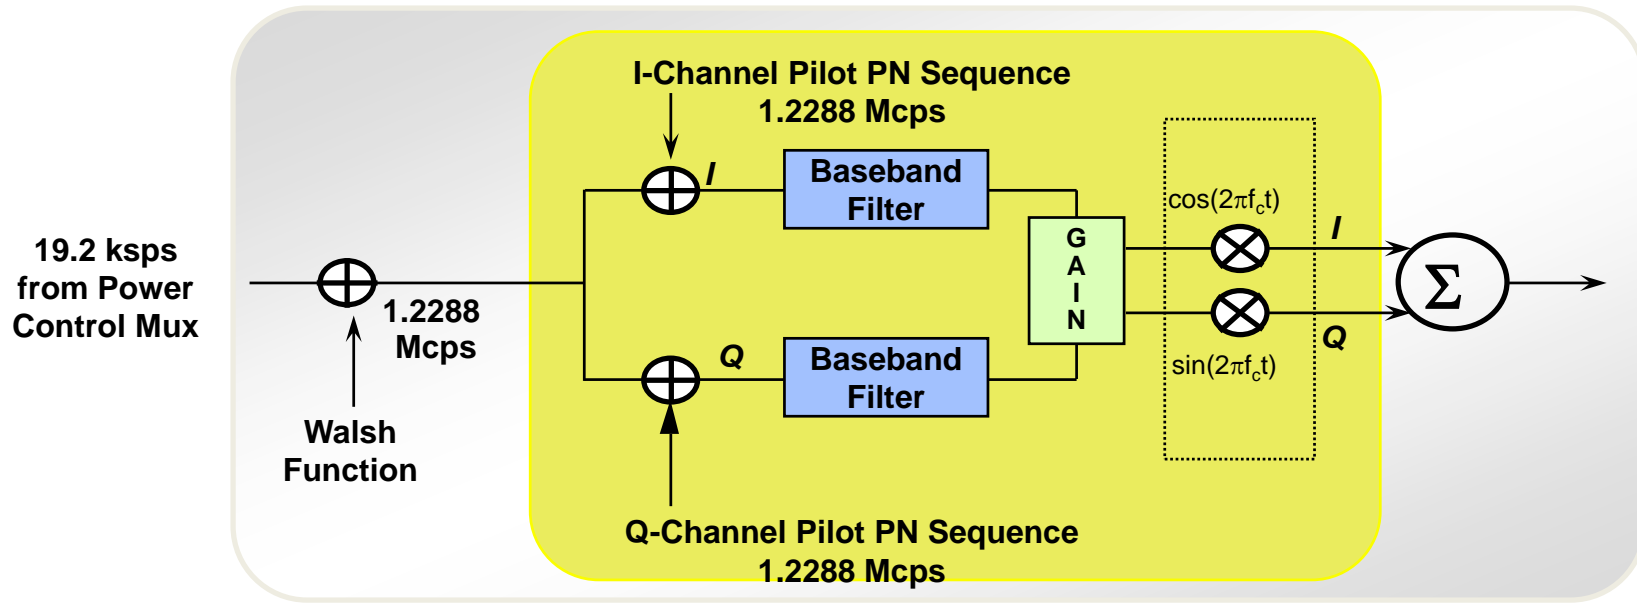 I-Channel Pilot PN Sequence
1.2288 Mcps
I
Baseband
Filter
cos(2πfct)
I
19.2 ksps
from Power
Control Mux
1.2288
Mcps
G
A
I
N
Σ
Q
Baseband
Filter
Q
sin(2πfct)
Walsh
Function
Q-Channel Pilot PN Sequence
1.2288 Mcps